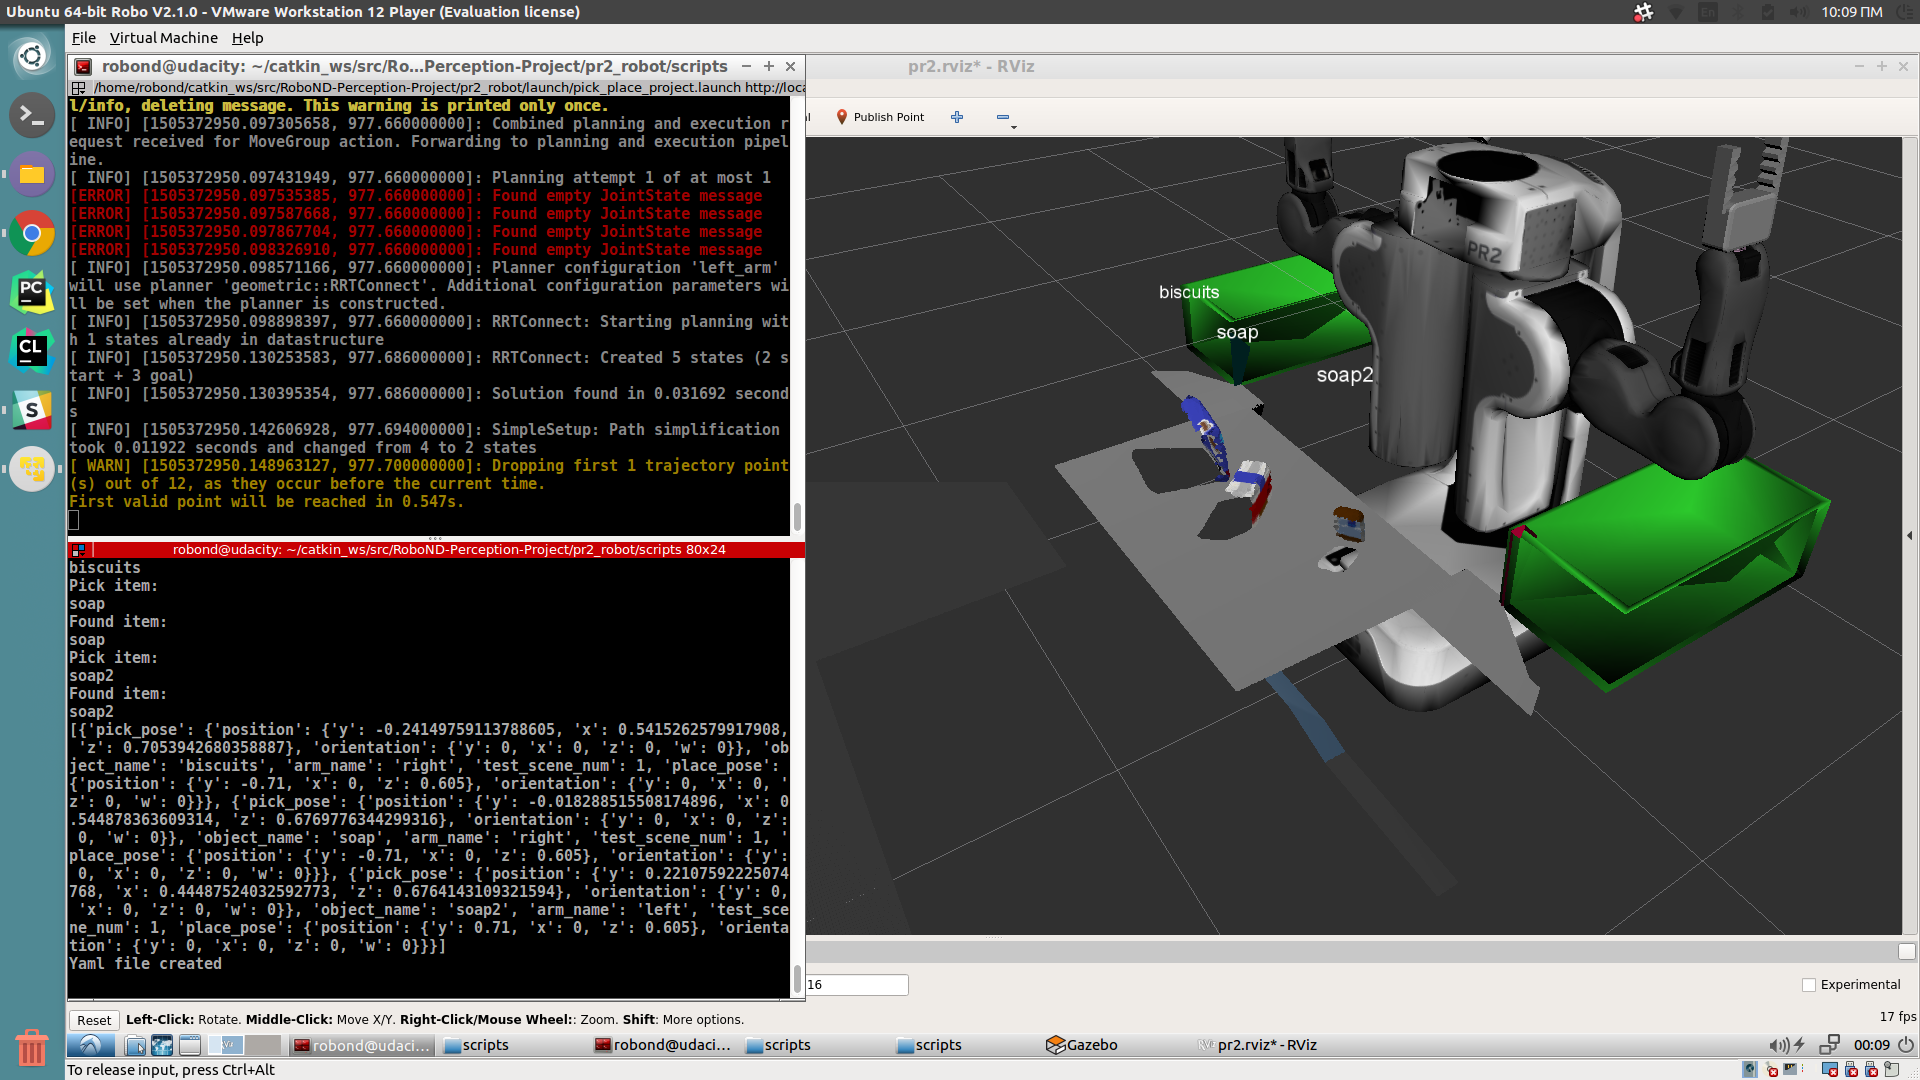 Ubuntu 64-bit Robo V2.1.0 - VMware Workstation 12 Player (Evaluation license)
En
10:09 ΠΜ
File Virtual Machine Help
robond@udacity: ~/catkin_ws/src/Ro...Perception-Project/pr2_robot/scripts
pr2.rviz* - RViz
/home/robond/catkin_ws/src/RoboND-Perception-Project/pr2_robot/launch/pick_place_project.launch http://loca
Publish Point
l/info, deleting message. This warning is printed only once.
[ INFO] [1505372950.097305658, 977.660000000]: Combined planning and execution r
equest received for MoveGroup action. Forwarding to planning and execution pipel
ine.
[ INFO] [1505372950.097431949, 977.660000000]: Planning attempt 1 of at most 1
[ERROR] [1505372950.097535385, 977.660000000]: Found empty JointState message
[ERROR] [1505372950.097587668, 977.660000000]: Found empty JointState message
[ERROR] [1505372950.097867704, 977.660000000]: Found empty JointState message
[ERROR] [1505372950.098326910, 977.660000000]: Found empty JointState message
[ INFO] [1505372950.098571166, 977.660000000]: Planner configuration 'left_arm'
will use planner 'geometric::RRTConnect'. Additional configuration parameters wi
ll be set when the planner is constructed.
[ INFO] [1505372950.098898397, 977.660000000]: RRTConnect: Starting planning wit
h 1 states already in datastructure
[ INFO] [1505372950.130253583, 977.686000000]: RRTConnect: Created 5 states (2 s
tart + 3 goal)
[ INFO] [1505372950.130395354, 977.686000000]: Solution found in 0.031692 second
s
[ INFO] [1505372950.142606928, 977.694000000]: SimpleSetup: Path simplification
took 0.011922 seconds and changed from 4 to 2 states
[ WARN] [1505372950.148963127, 977.700000000]: Dropping first 1 trajectory point
(s) out of 12, as they occur before the current time.
First valid point will be reached in 0.547s.
PR2
biscuits
soap
soap2
robond@udacity: ~/catkin_ws/src/RoboND-Perception-Project/pr2_robot/scripts 80x24
biscuits
Pick item:
soap
Found item:
soap
Pick item:
soap2
Found item:
soap2
[{'pick_pose': {'position': {'y': -0.24149759113788605, 'x': 0.5415262579917908,
'z': 0.7053942680358887}, 'orientation': {'y': 0, 'x': 0, 'z': 0, 'w': 0}}, 'ob
ject_name': 'biscuits', 'arm_name': 'right', 'test_scene_num': 1, 'place_pose':
{'position': {'y': -0.71, 'x': 0, 'z': 0.605}, 'orientation': {'y': 0, 'x': 0, '
z': 0, 'w': 0}}}, {'pick_pose': {'position': {'y': -0.018288515508174896, 'x': 0
.544878363609314, 'z': 0.6769776344299316}, 'orientation': {'y': 0, 'x': 0, 'z':
0, 'w': 0}}, 'object_name': 'soap', 'arm_name': 'right', 'test_scene_num': 1, '
place_pose': {'position': {'y': -0.71, 'x': 0, 'z': 0.605}, 'orientation': {'y':
0, 'x': 0, 'z': 0, 'w': 0}}}, {'pick_pose': {'position': {'y': 0.22107592225074
768, 'x': 0.44487524032592773, 'z': 0.6764143109321594}, 'orientation': {'y': 0,
'x': 0, 'z': 0, 'w': 0}}, 'object_name': 'soap2', 'arm_name': 'left', 'test_sce
ne_num': 1, 'place_pose': {'position': {'y': 0.71, 'x': 0, 'z': 0.605}, 'orienta
tion': {'y': 0, 'x': 0, 'z': 0, 'w': 0}}}]
Yaml file created
16
Experimental
Reset Left-Click: Rotate. Middle-Click: Move X/Y. Right-Click/Mouse Wheel:: Zoom. Shift: More options.
17 fps
robond@udaci... scripts robond@udaci... scripts scripts Gazebo pr2.rviz* - RViz 00:09
To release input, press Ctrl+Alt
PC
CL
S